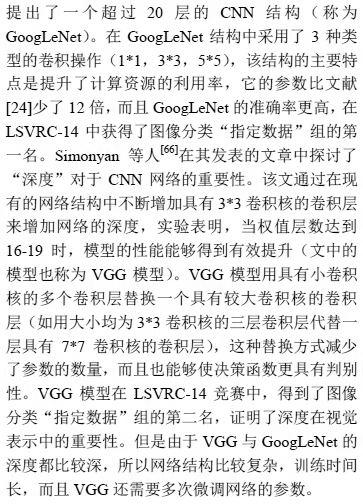 提出了一个超过 20 层的 CNN 结构（称为
GoogLeNet）。在 GoogLeNet 结构中采用了 3 种类
型的卷积操作（1*1，3*3，5*5），该结构的主要特
点是提升了计算资源的利用率，它的参数比文献
[24]少了 12 倍，而且 GoogLeNet 的准确率更高，在
LSVRC-14 中获得了图像分类“指定数据”组的第
一名。Simonyan 等人[66]在其发表的文章中探讨了
“深度”对于 CNN 网络的重要性。该文通过在现
有的网络结构中不断增加具有 3*3 卷积核的卷积层
来增加网络的深度，实验表明，当权值层数达到
16-19 时，模型的性能能够得到有效提升（文中的
模型也称为 VGG 模型）。VGG 模型用具有小卷积
核的多个卷积层替换一个具有较大卷积核的卷积
层（如用大小均为 3*3 卷积核的三层卷积层代替一
层具有 7*7 卷积核的卷积层），这种替换方式减少
了参数的数量，而且也能够使决策函数更具有判别
性。VGG 模型在 LSVRC-14 竞赛中，得到了图像
分类“指定数据”组的第二名，证明了深度在视觉
表示中的重要性。但是由于 VGG 与 GoogLeNet 的
深度都比较深，所以网络结构比较复杂，训练时间
长，而且 VGG 还需要多次微调网络的参数。